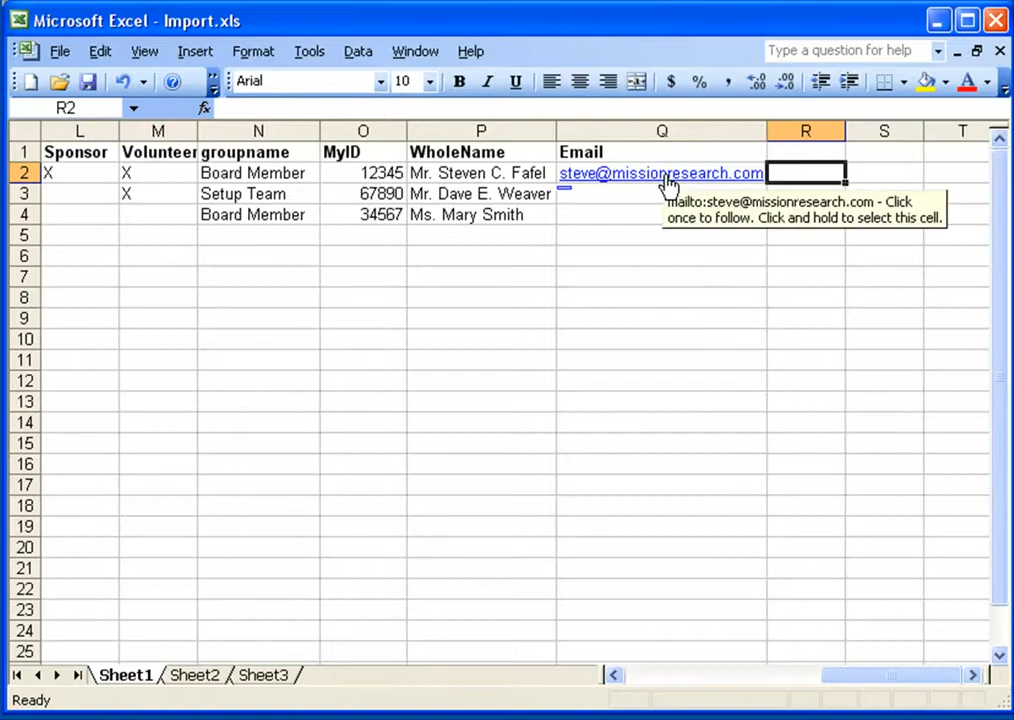 Microsoft Excel - Import.xls
File Edit View Insert Format Tools Data Window Help Type a question for help
Arial 10 B I U $ % ,
R2 fx
L M N O P Q R S T
1 Sponsor Volunteer groupname MyID WholeName Email
2 X X Board Member 12345 Mr. Steven C. Fafel steve@missionresearch.com
3 X Setup Team 67890 Mr. Dave E. Weaver
mailto:steve@missionresearch.com - Click
once to follow. Click and hold to select this cell.
4 Board Member 34567 Ms. Mary Smith
5
6
7
8
9
10
11
12
13
14
15
16
17
18
19
20
21
22
23
24
25
Sheet1 Sheet2 Sheet3
Ready